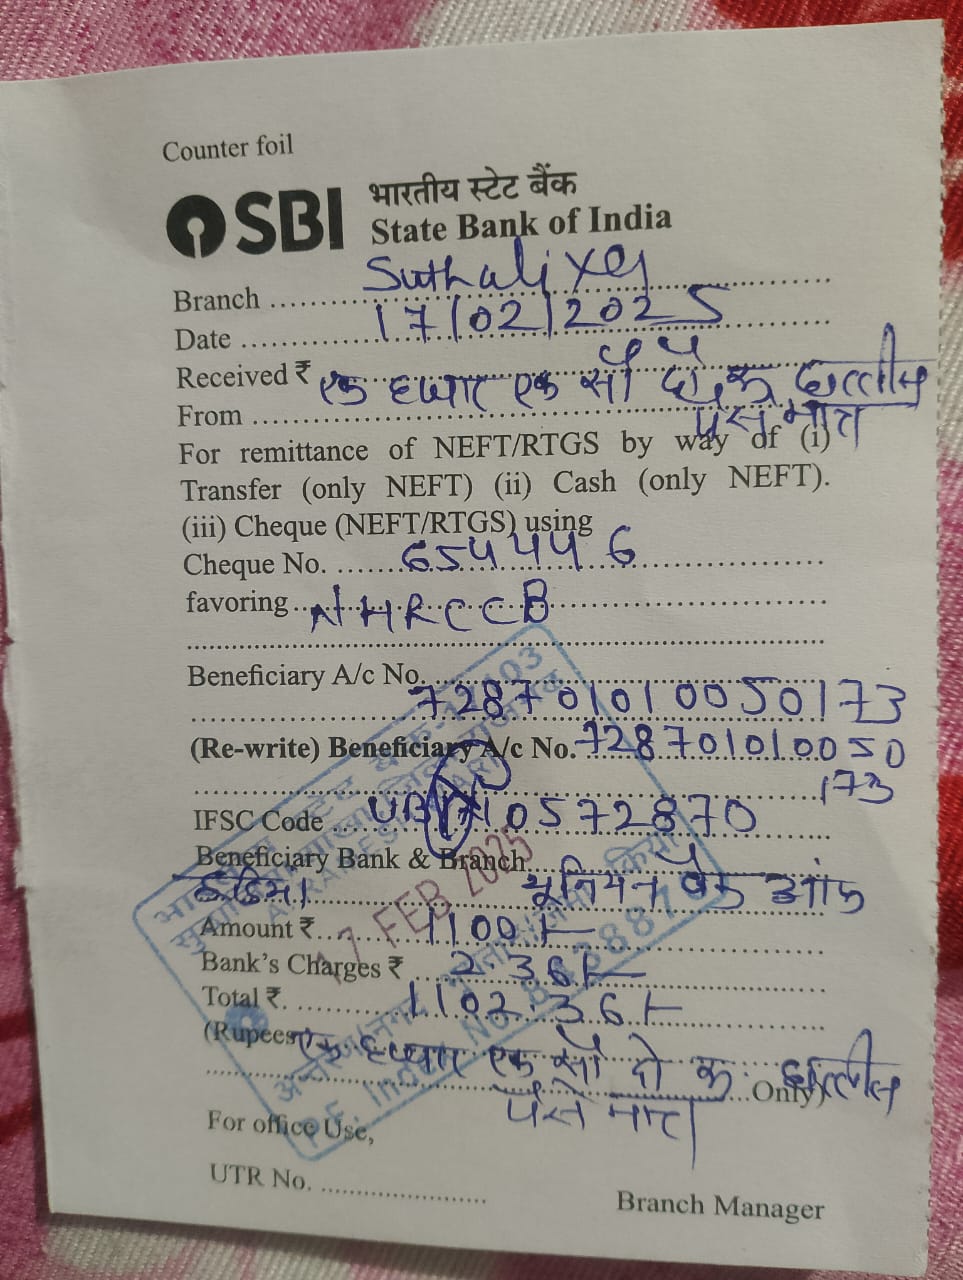 Counter foil
SBI भारतीय स्टेट बैंक
State Bank of India
Branch Suthaliya
Date 17/02/2025
Received ₹ एक हजार एक सौ दो रु छत्तीस
From पैसे मात्र
For remittance of NEFT/RTGS by way of (i)
Transfer (only NEFT) (ii) Cash (only NEFT).
(iii) Cheque (NEFT/RTGS) using
Cheque No. 654446
favoring NHRCCB
Beneficiary A/c No.
728701010050173
(Re-write) Beneficiary A/c No. 728701010050
173
IFSC Code 0572870
Beneficiary Bank & Branch
यूनियन बैंक ऑफ
इंडिया
Amount ₹ 1100/-
Bank's Charges ₹ 2.36/-
Total ₹. 1102.36/-
(Rupees एक हजार एक सौ दो रु. छत्तीस
Only)
पैसे मात्र
For office Use,
UTR No.
Branch Manager
17 FEB 2025